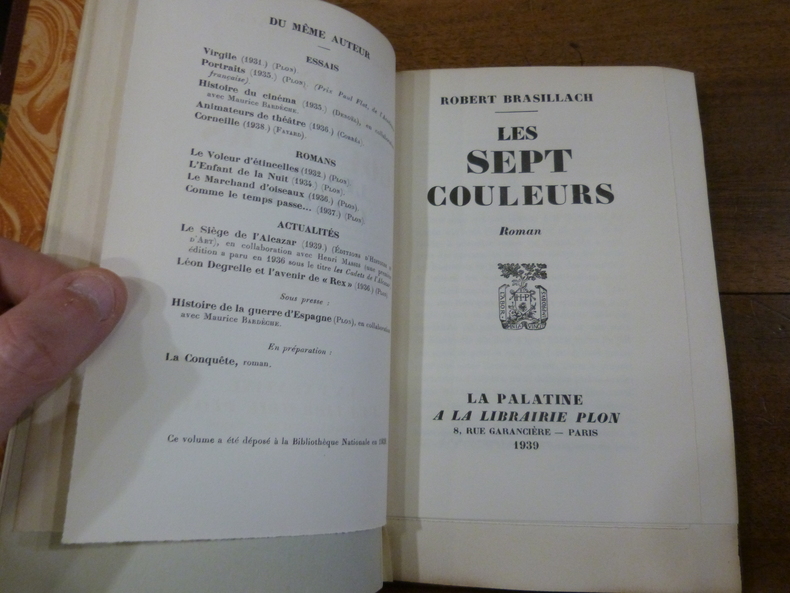 DU MÊME AUTEUR
ESSAIS
Virgile (1931) (Plon).
Portraits (1935) (Plon) (Prix Paul Flat, de l'Académie
française)
Histoire du cinéma (1935) (Denoël), en collaboration
avec Maurice Bardèche.
Animateurs de théâtre (1936) (Corrêa).
Corneille (1938) (Fayard).
ROMANS
Le Voleur d'étincelles (1932) (Plon).
L'Enfant de la Nuit (1934) (Plon).
Le Marchand d'oiseaux (1936) (Plon).
Comme le temps passe... (1937) (Plon).
ACTUALITÉS
Le Siège de l'Alcazar (1939) (Éditions
d'Art), en collaboration avec Henri Massis (une
édition a paru en 1936 sous le titre les Cadets de
Léon Degrelle et l'avenir de « Rex » 1936 (Plon)
Sous presse :
Histoire de la guerre d'Espagne (Plon), en collaboration
avec Maurice Bardèche.
En préparation :
La Conquête, roman.
Ce volume a été déposé à la Bibliothèque Nationale en
ROBERT BRASILLACH
LES
SEPT
COULEURS
Roman
LA PALATINE
A LA LIBRAIRIE PLON
8, RUE GARANCIÈRE — PARIS
1939